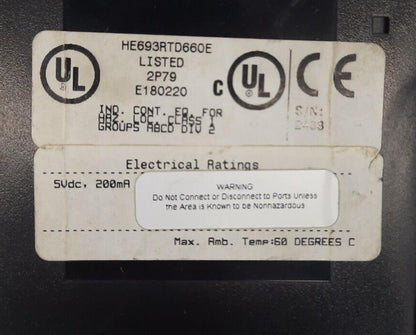 HE693RTD660E
LISTED
2P79
E180220
UL
C UL CE
IND. CONT. EQ. FOR
HAZ. LOC. CLASS I
GROUPS ABCD DIV 2
S/N:
Electrical Ratings
5Vdc, 200mA
WARNING
Do Not Connect or Disconnect to Ports Unless
the Area is Known to be Nonhazardous
Max. Amb. Temp:60 DEGREES C